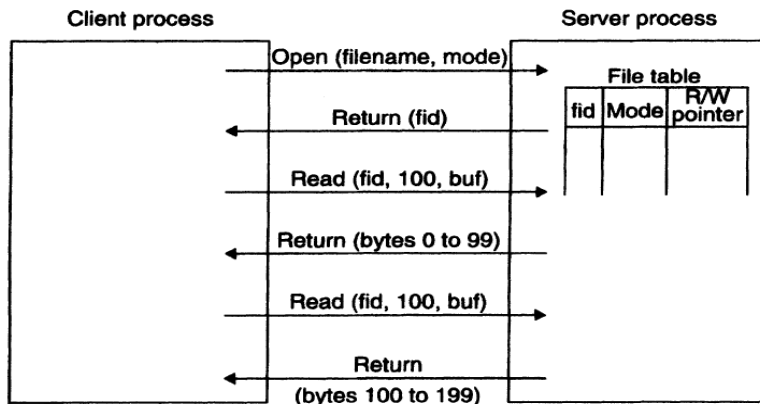 Client process
Server process
Open (filename, mode)
File table
fid Mode R/W pointer
Return (fid)
Read (fid, 100, buf)
Return (bytes 0 to 99)
Read (fid, 100, buf)
Return
(bytes 100 to 199)